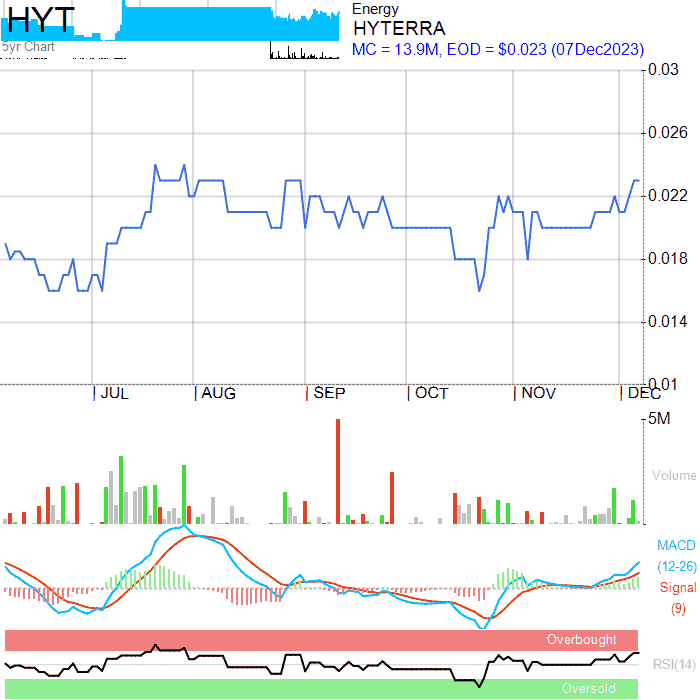 HYT
5yr Chart
Energy
HYTERRA
MC = 13.9M, EOD = $0.023 (07Dec2023)
0.03
0.026
0.022
0.018
0.014
0.01
JUL
AUG
SEP
OCT
NOV
DEC
5M
Volume
MACD
(12-26)
Signal
(9)
Overbought
RSI(14)
Oversold